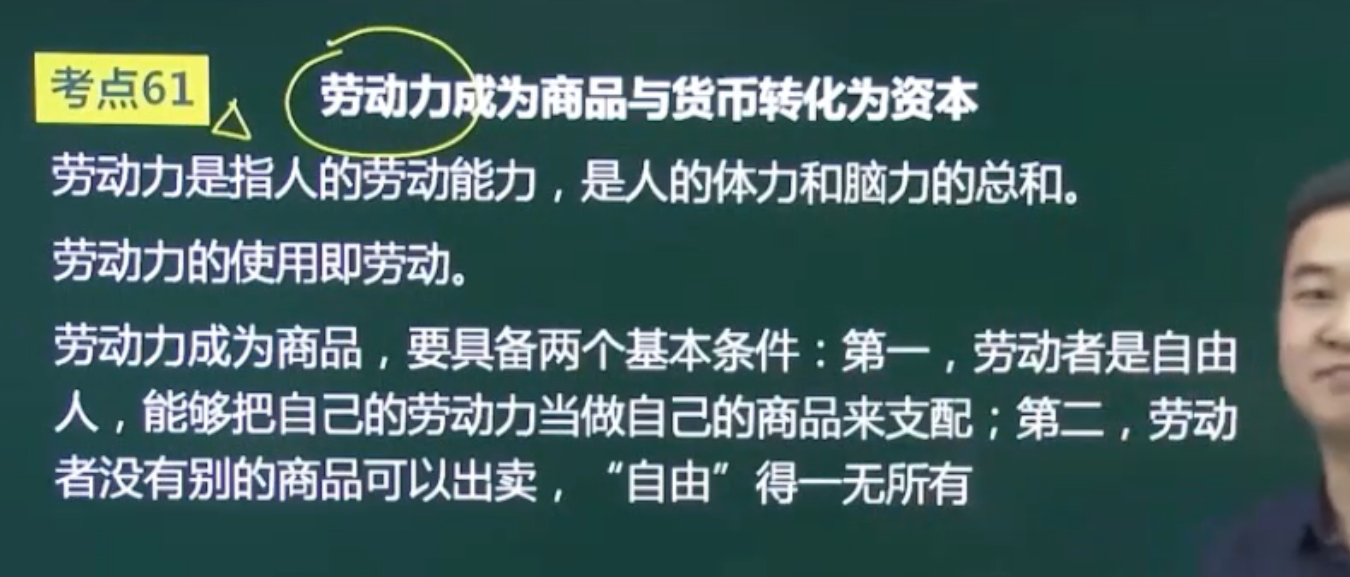 考点61 劳动力成为商品与货币转化为资本
劳动力是指人的劳动能力，是人的体力和脑力的总和。
劳动力的使用即劳动。
劳动力成为商品，要具备两个基本条件：第一，劳动者是自由
人，能够把自己的劳动力当做自己的商品来支配；第二，劳动
者没有别的商品可以出卖，“自由”得一无所有